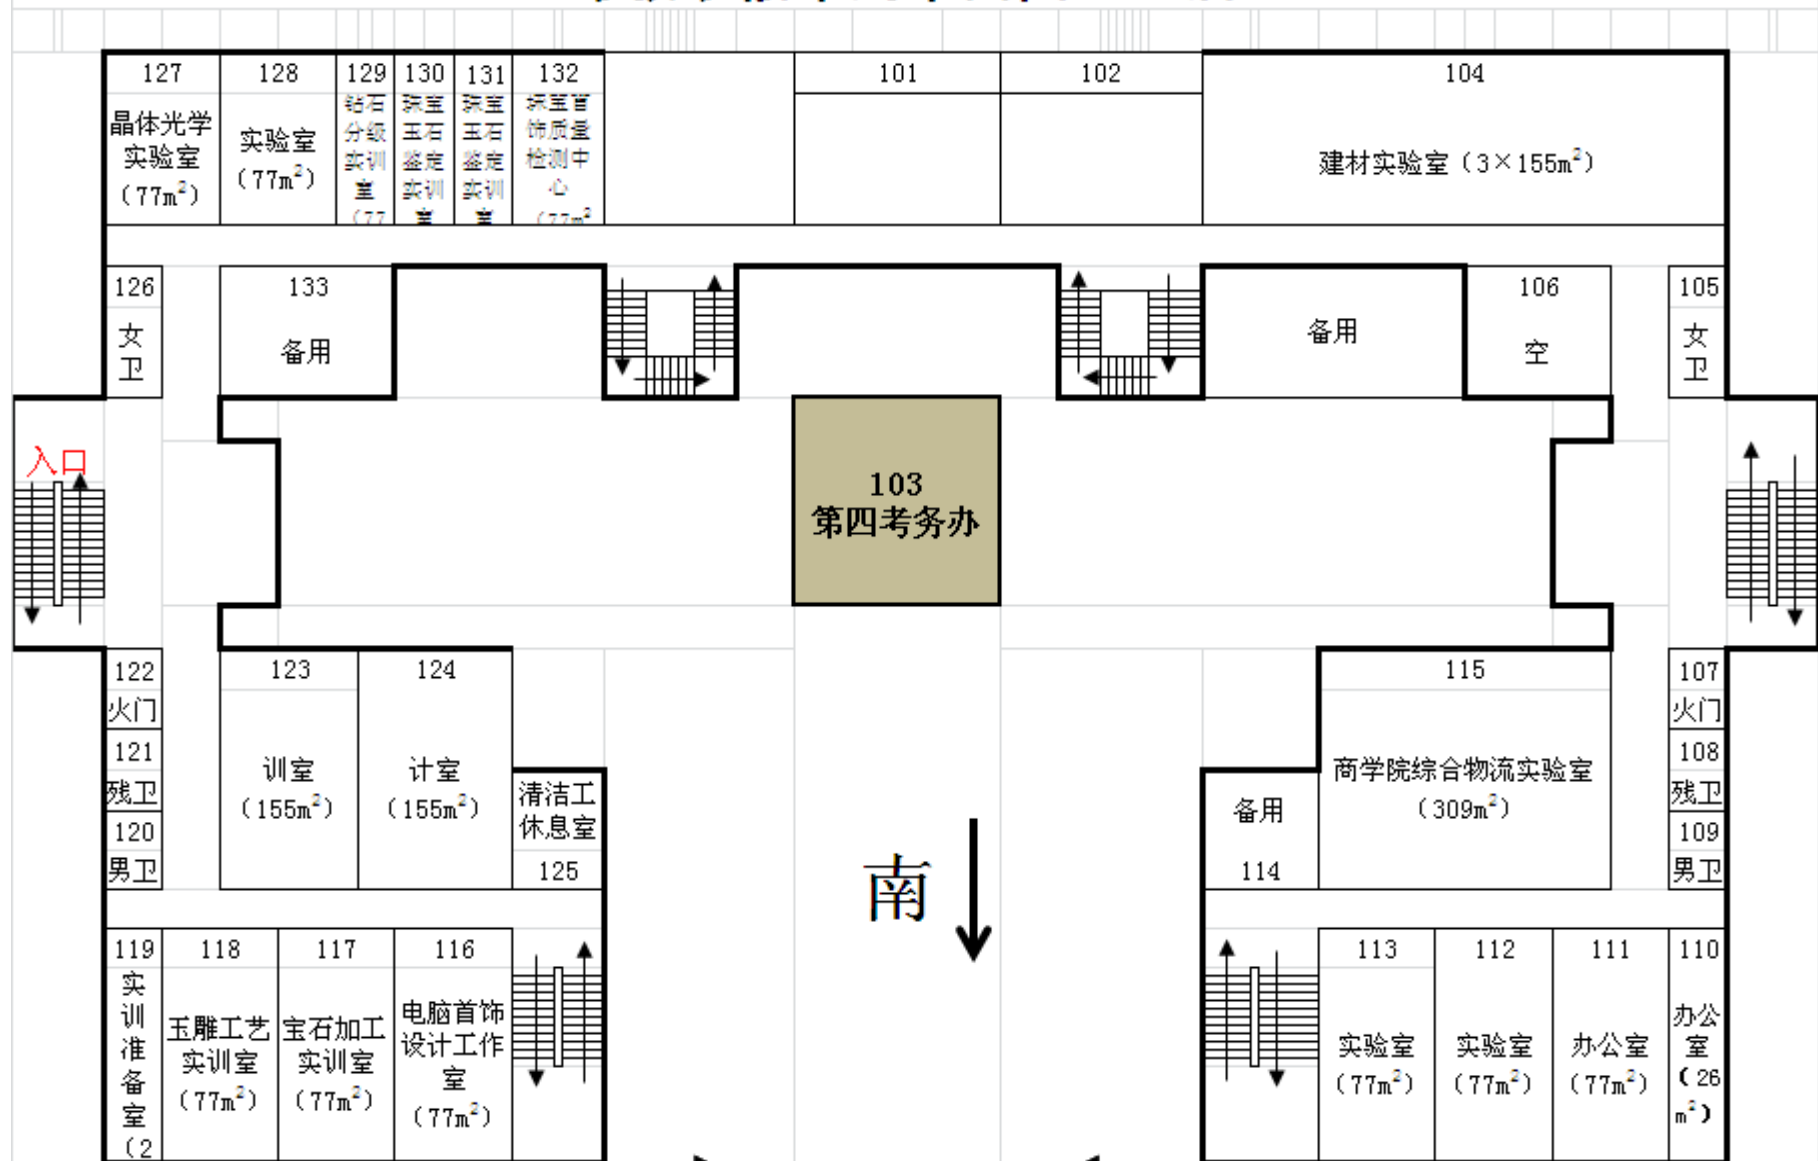 127
128
129
130
131
132
101
102
104
晶体光学
实验室
（77m²）
实验室
（77m²）
钻石
分级
实训
室
（77
珠宝
玉石
鉴定
实训
室
珠宝
玉石
鉴定
实训
室
珠宝首
饰质量
检测中
心
（77m²
建材实验室（3×155m²）
126
女
卫
133
备用
备用
106
空
105
女
卫
入口
103
第四考务办
122
火门
121
残卫
120
男卫
123
训室
（155m²）
124
计室
（155m²）
清洁工
休息室
125
南
备用
114
115
商学院综合物流实验室
（309m²）
107
火门
108
残卫
109
男卫
119
实
训
准
备
室
（2
118
玉雕工艺
实训室
（77m²）
117
宝石加工
实训室
（77m²）
116
电脑首饰
设计工作
室
（77m²）
113
实验室
（77m²）
112
实验室
（77m²）
111
办公室
（77m²）
110
办公
室
（26
m²）